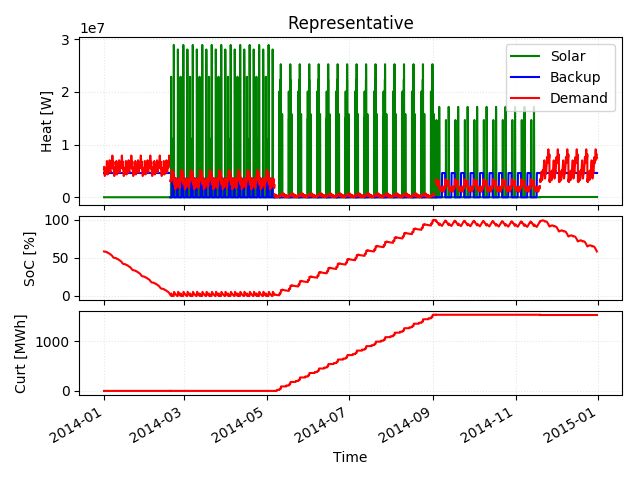 Representative
1e7
Heat [W]
3
2
1
0
Solar
Backup
Demand
SoC [%]
100
50
0
Curt [MWh]
1000
0
2014-01
2014-03
2014-05
2014-07
2014-09
2014-11
2015-01
Time